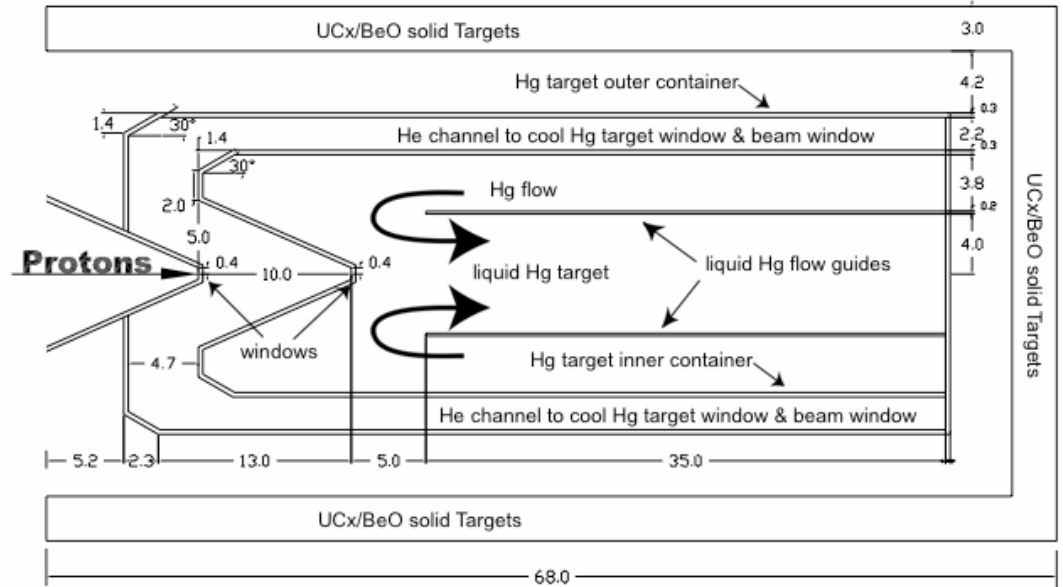 UCx/BeO solid Targets
3.0
Hg target outer container
4.2
0.3
1.4
30°
He channel to cool Hg target window & beam window
2.2
0.3
1.4
30°
Hg flow
3.8
2.0
0.2
5.0
4.0
Protons
0.4
10.0
0.4
liquid Hg target
liquid Hg flow guides
UCx/BeO solid Targets
windows
4.7
Hg target inner container
He channel to cool Hg target window & beam window
5.2
2.3
13.0
5.0
35.0
UCx/BeO solid Targets
68.0